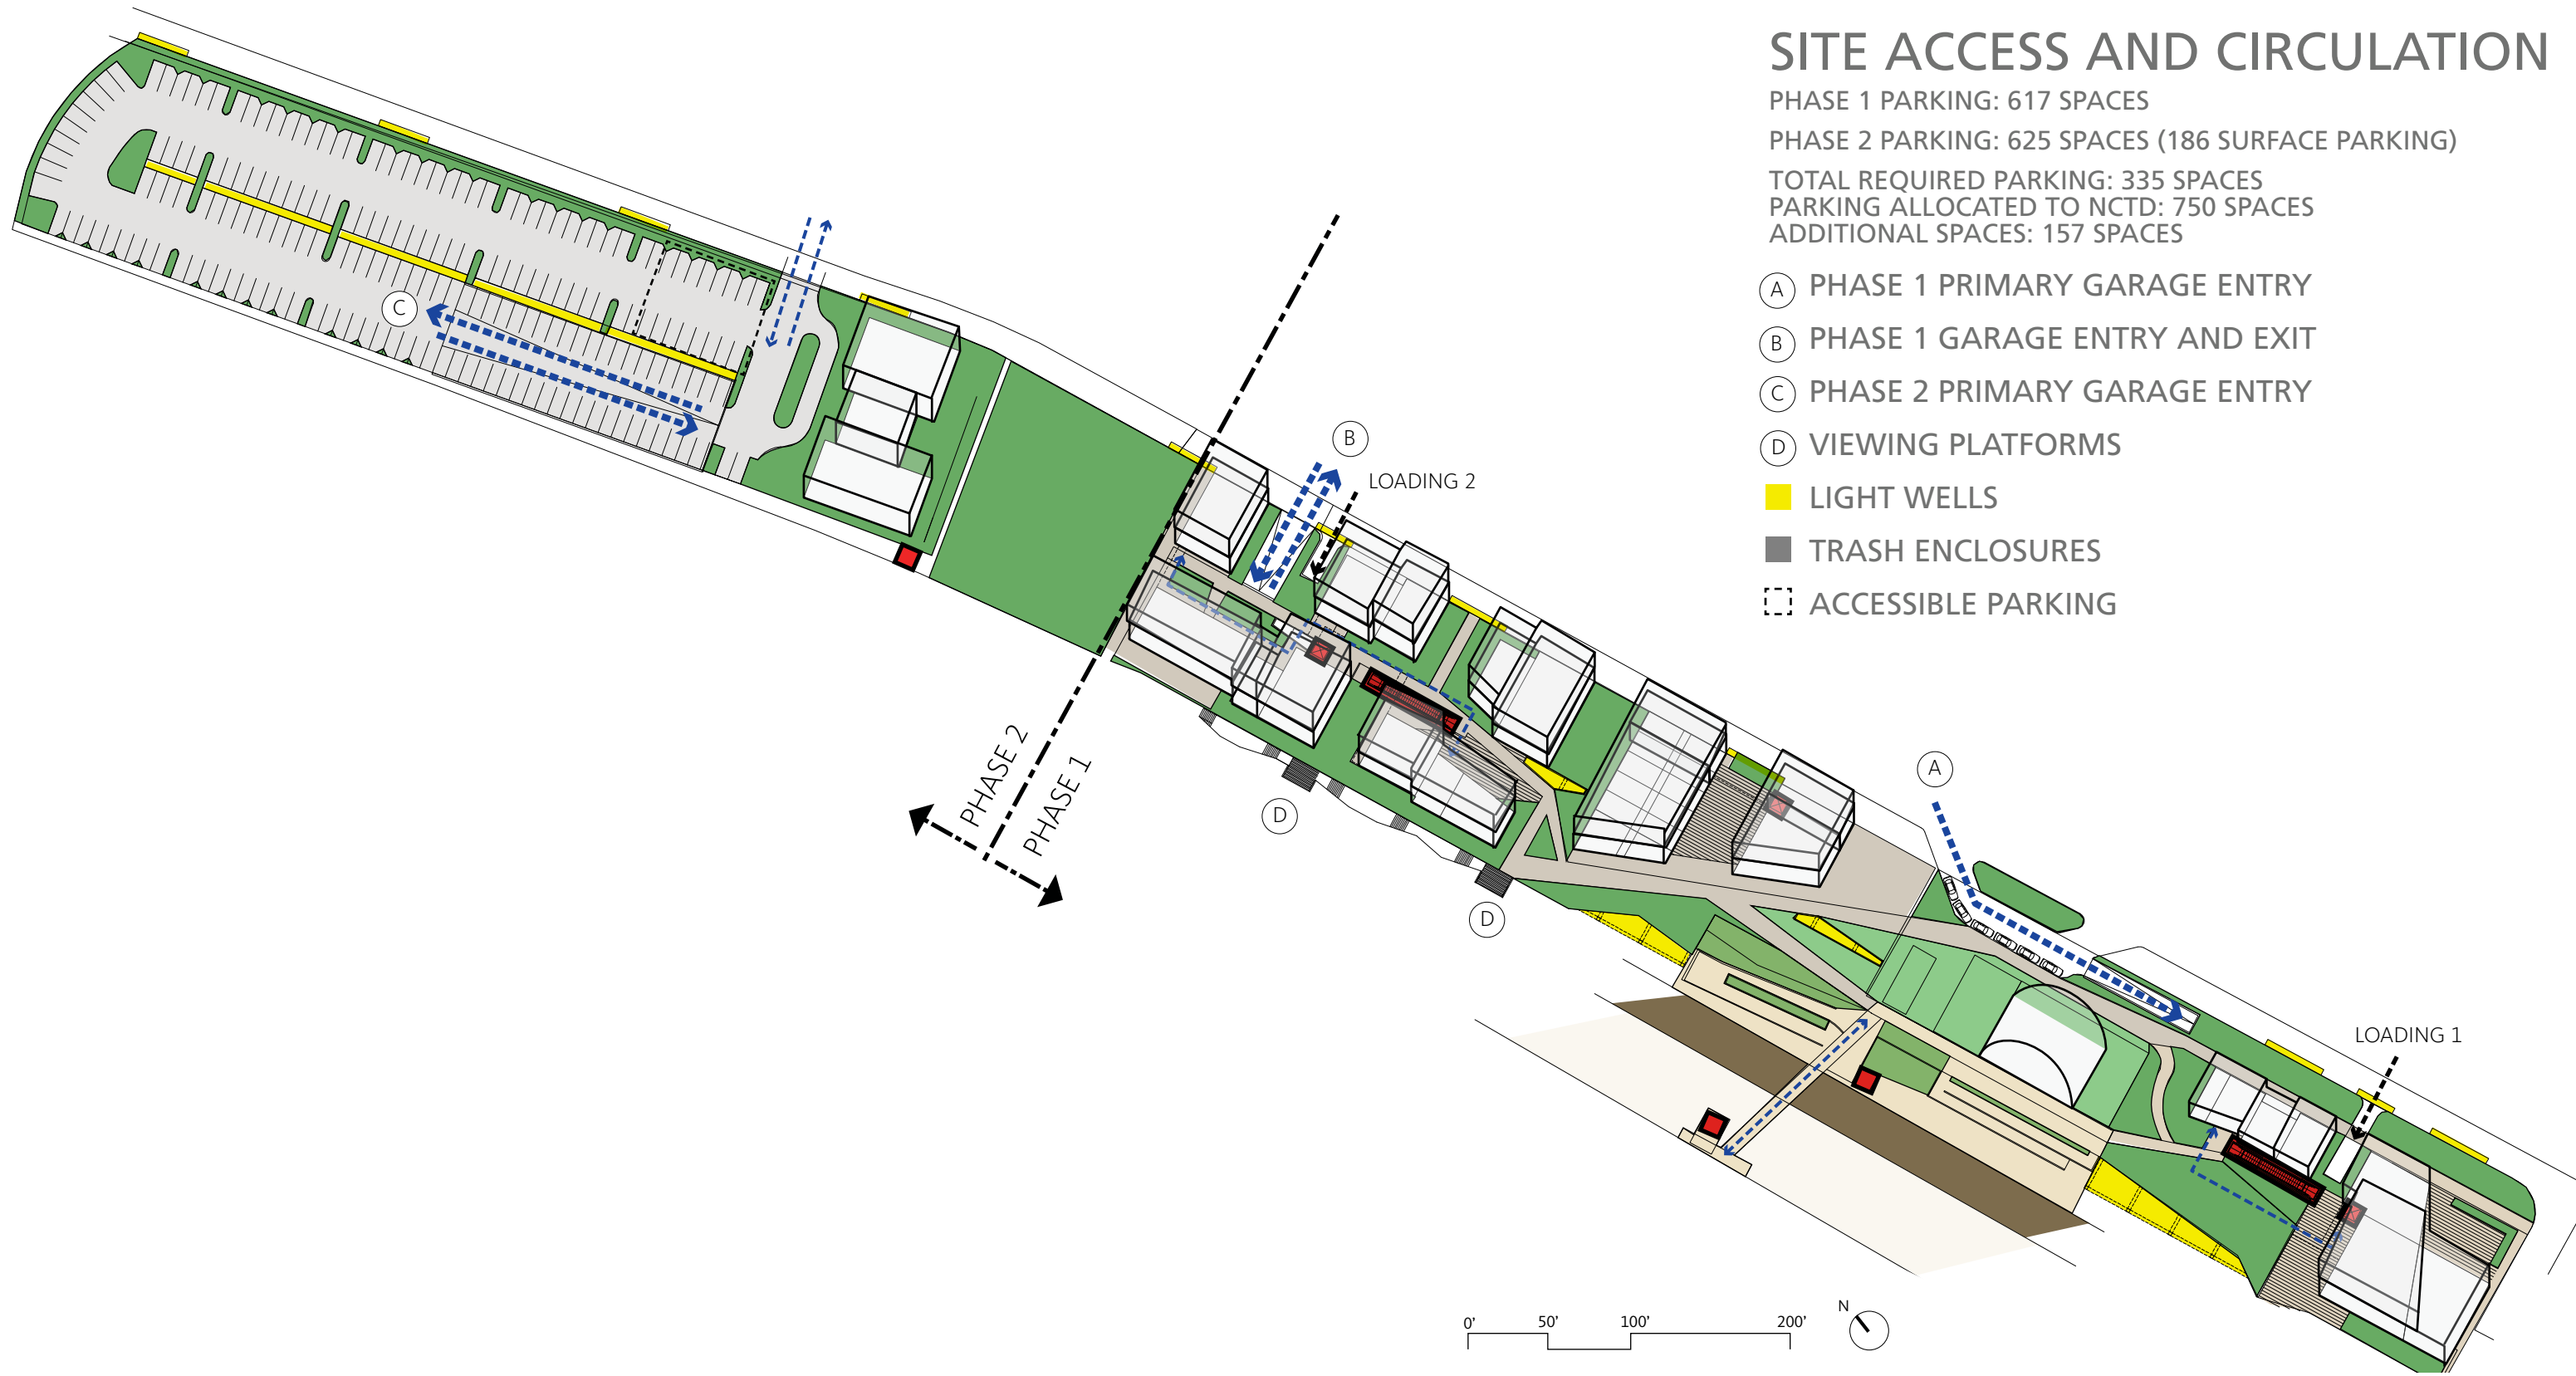 SITE ACCESS AND CIRCULATION
PHASE 1 PARKING: 617 SPACES
PHASE 2 PARKING: 625 SPACES (186 SURFACE PARKING)
TOTAL REQUIRED PARKING: 335 SPACES
PARKING ALLOCATED TO NCTD: 750 SPACES
ADDITIONAL SPACES: 157 SPACES
A PHASE 1 PRIMARY GARAGE ENTRY
B PHASE 1 GARAGE ENTRY AND EXIT
C PHASE 2 PRIMARY GARAGE ENTRY
D VIEWING PLATFORMS
LIGHT WELLS
TRASH ENCLOSURES
ACCESSIBLE PARKING
C
B
LOADING 2
PHASE 2
PHASE 1
D
D
A
LOADING 1
0' 50' 100' 200'
N